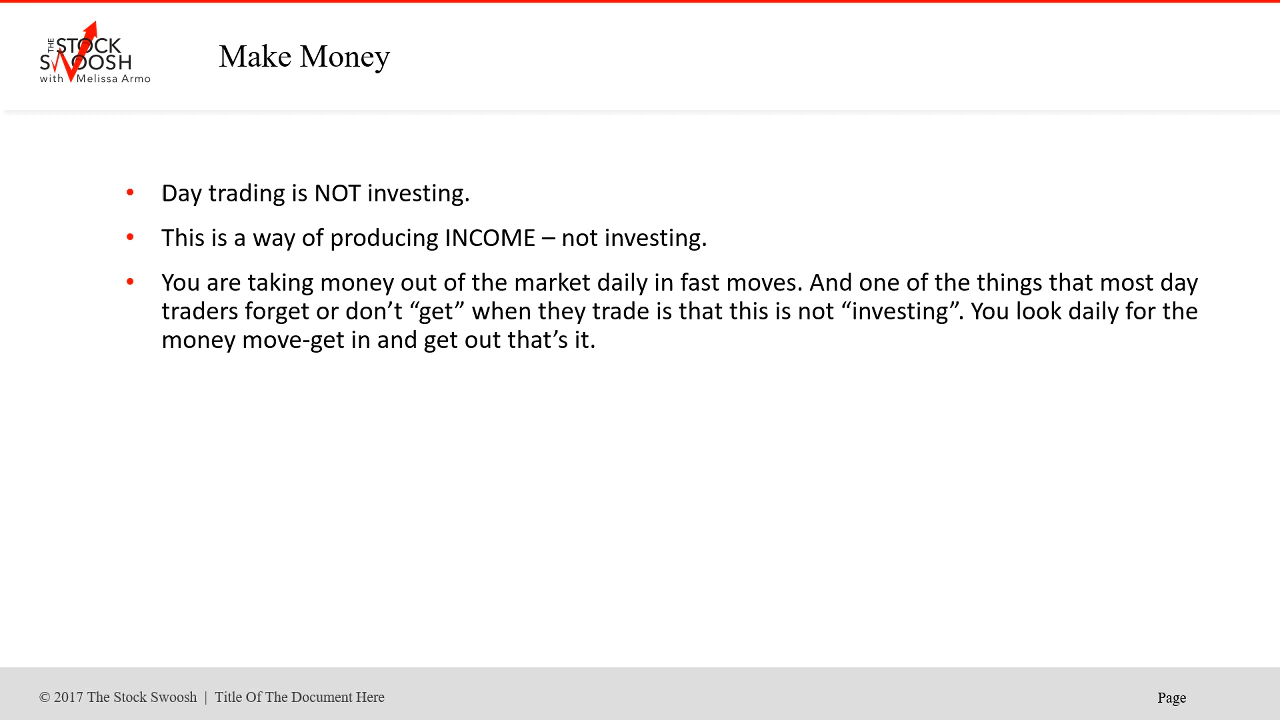 THE STOCK
SWOOSH
with Melissa Armo
Make Money
• Day trading is NOT investing.
• This is a way of producing INCOME – not investing.
• You are taking money out of the market daily in fast moves. And one of the things that most day
traders forget or don’t “get” when they trade is that this is not “investing”. You look daily for the
money move-get in and get out that’s it.
© 2017 The Stock Swoosh | Title Of The Document Here
Page